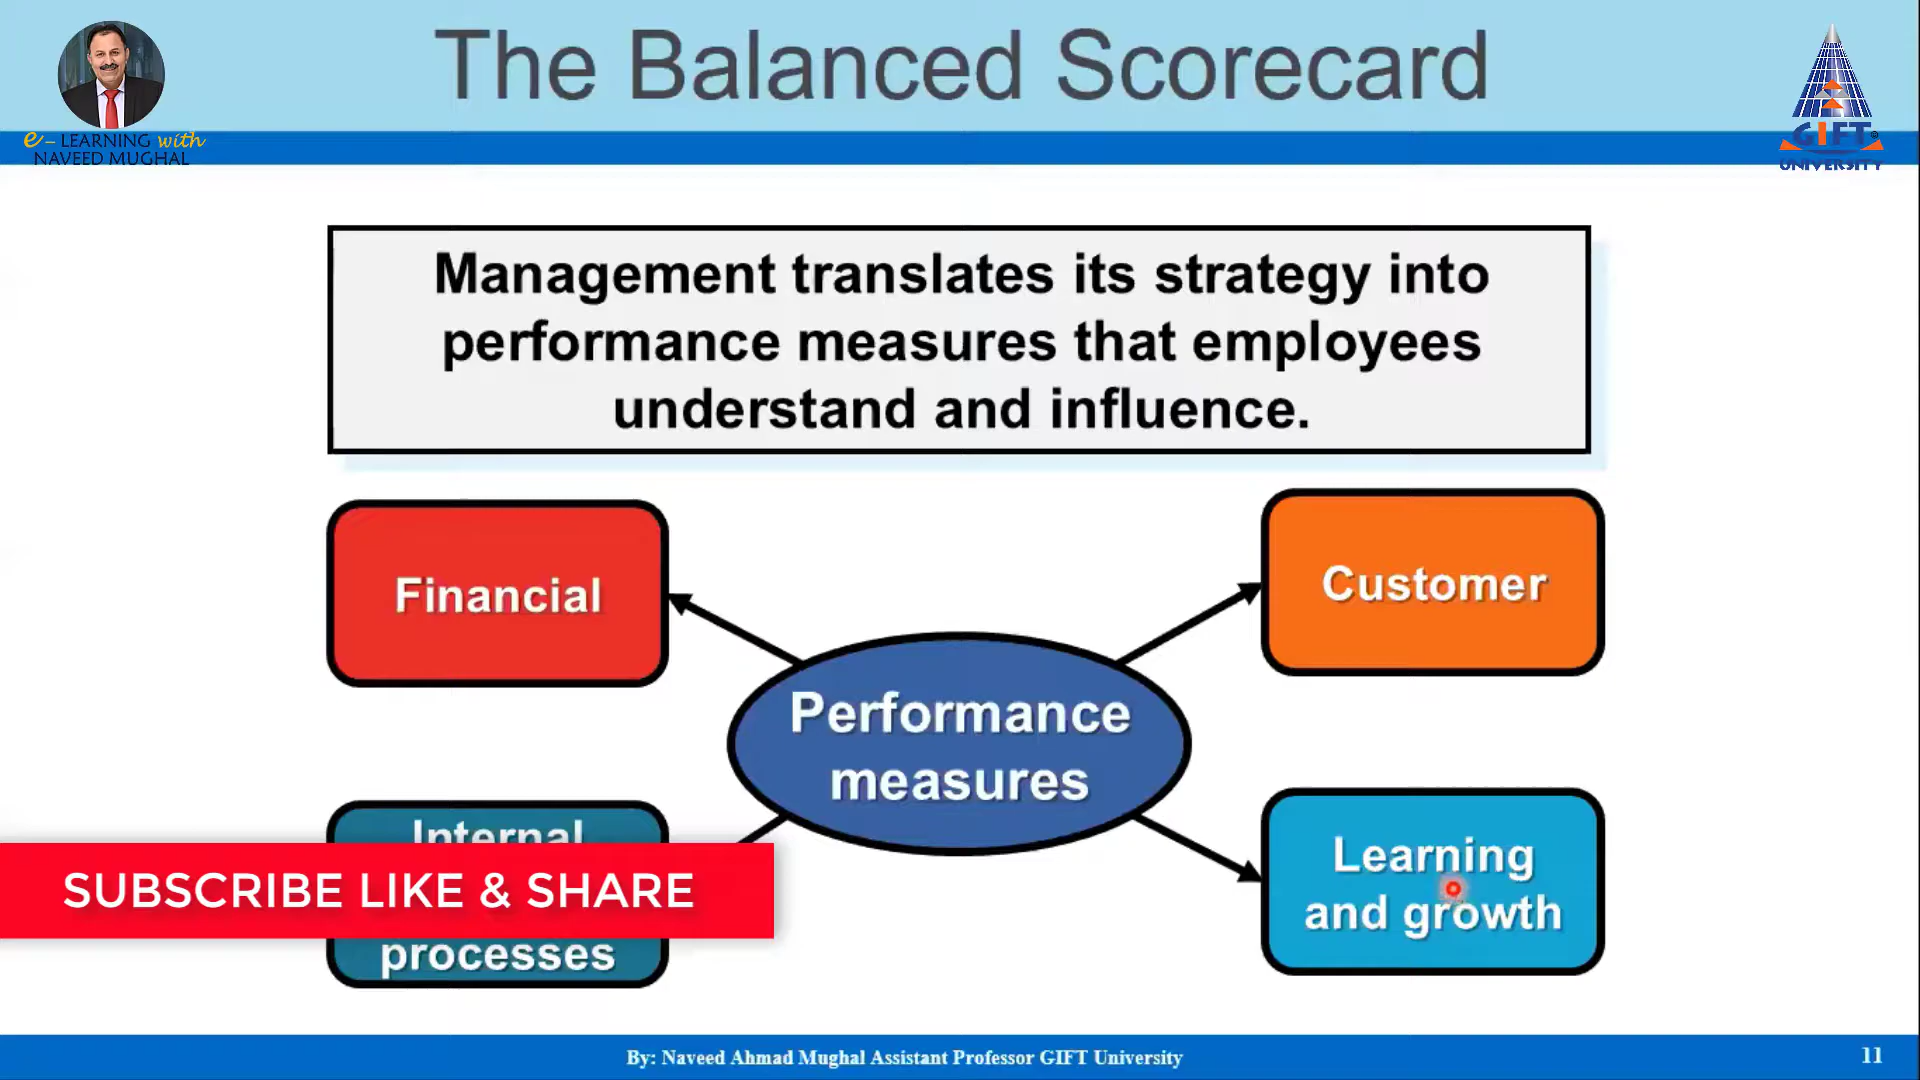 The Balanced Scorecard
e- LEARNING with
NAVEED MUGHAL
GIFT
UNIVERSITY
Management translates its strategy into
performance measures that employees
understand and influence.
Financial
Customer
Performance
measures
Internal
processes
Learning
and growth
SUBSCRIBE LIKE & SHARE
By: Naveed Ahmad Mughal Assistant Professor GIFT University
11